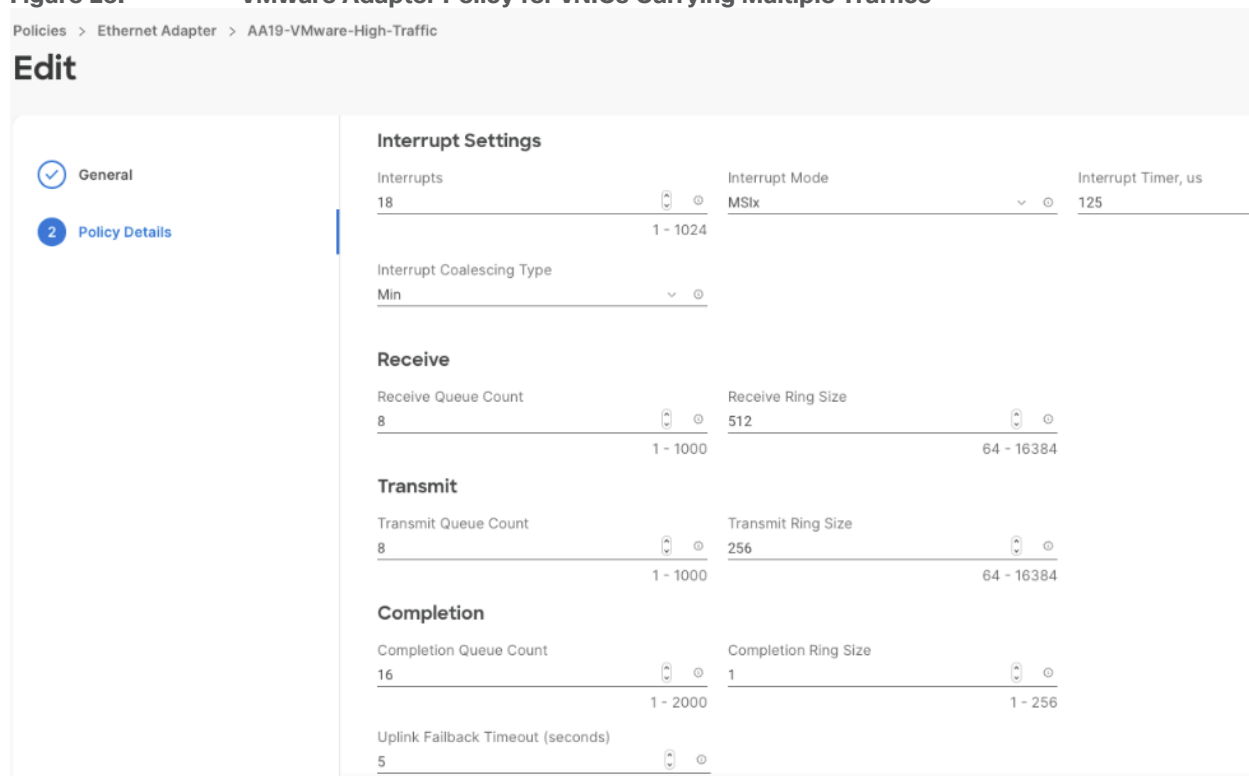 Figure 20. VMware Adapter Policy for vNICs Carrying Multiple Traffics
Policies > Ethernet Adapter > AA19-VMware-High-Traffic
Edit
General
2 Policy Details
Interrupt Settings
Interrupts Interrupt Mode Interrupt Timer, us
18 MSIx 125
1 - 1024
Interrupt Coalescing Type
Min
Receive
Receive Queue Count Receive Ring Size
8 512
1 - 1000 64 - 16384
Transmit
Transmit Queue Count Transmit Ring Size
8 256
1 - 1000 64 - 16384
Completion
Completion Queue Count Completion Ring Size
16 1
1 - 2000 1 - 256
Uplink Failback Timeout (seconds)
5